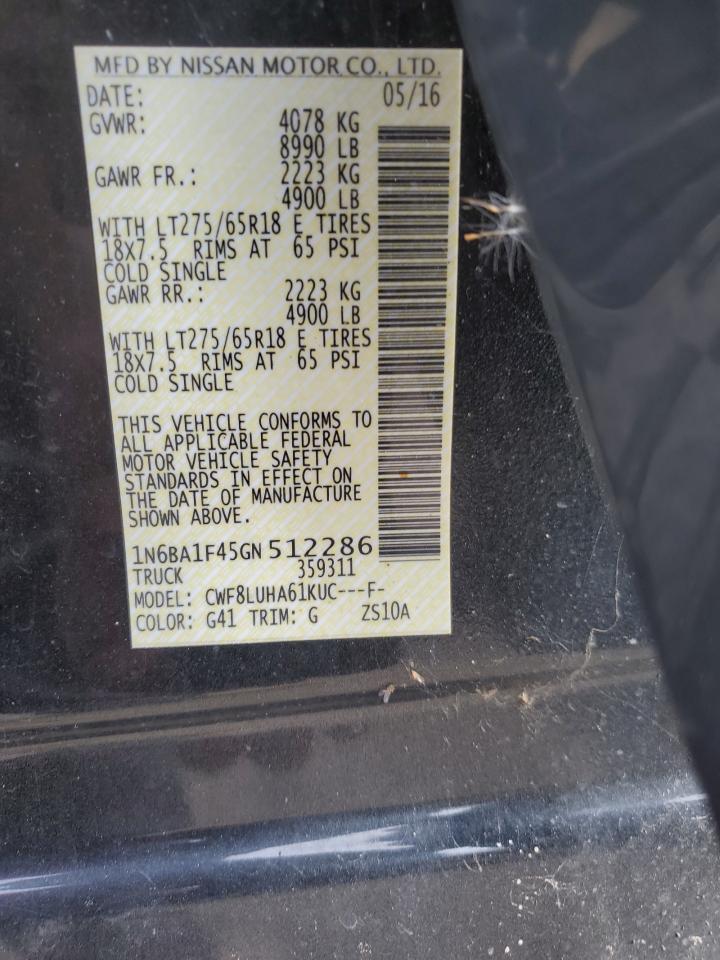 MFD BY NISSAN MOTOR CO., LTD.
DATE: 05/16
GVWR: 4078 KG
8990 LB
GAWR FR.: 2223 KG
4900 LB
WITH LT275/65R18 E TIRES
18X7.5 RIMS AT 65 PSI
COLD SINGLE
GAWR RR.: 2223 KG
4900 LB
WITH LT275/65R18 E TIRES
18X7.5 RIMS AT 65 PSI
COLD SINGLE
THIS VEHICLE CONFORMS TO
ALL APPLICABLE FEDERAL
MOTOR VEHICLE SAFETY
STANDARDS IN EFFECT ON
THE DATE OF MANUFACTURE
SHOWN ABOVE.
1N6BA1F45GN 512286
TRUCK 359311
MODEL: CWF8LUHA61KUC---F-
COLOR: G41 TRIM: G ZS10A